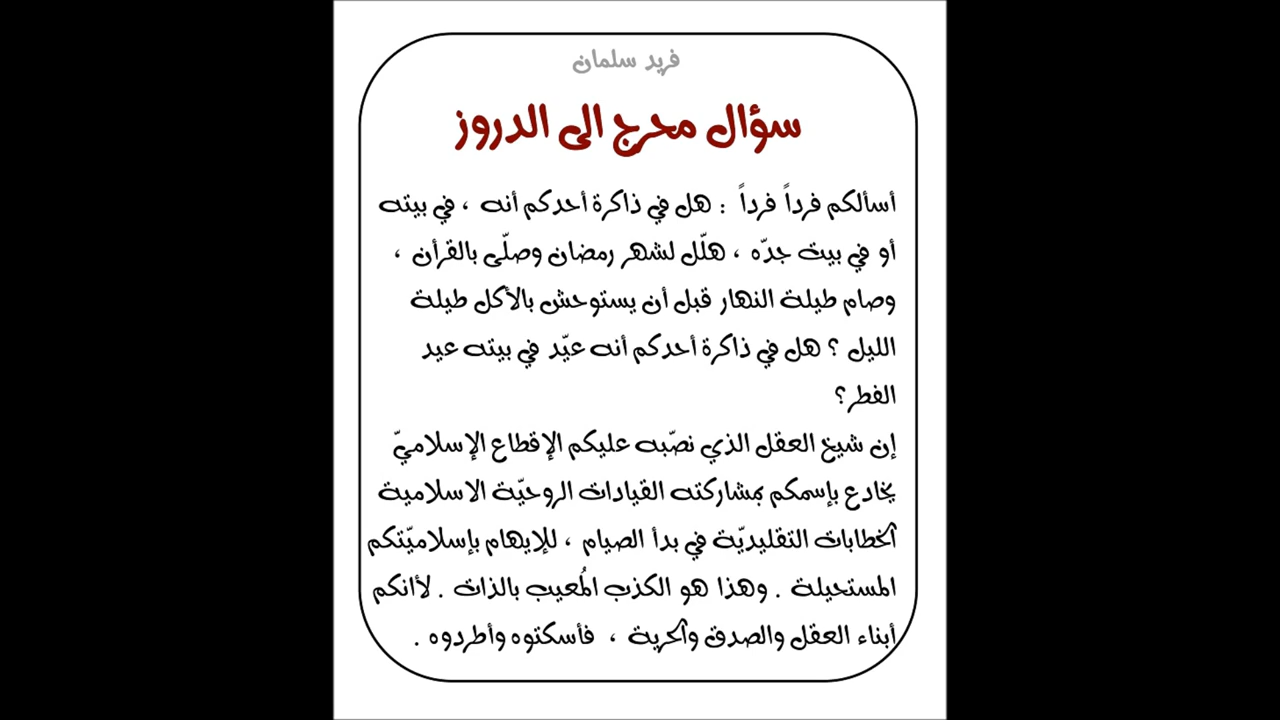 فريد سلمان
سؤال محرج الى الدروز
أسألكم فرداً فرداً : هل في ذاكرة أحدكم أنه ، في بيته
أو في بيت جدّه ، هلّل لشهر رمضان وصلّى بالقرأن ،
وصام طيلة النهار قبل أن يستوحش بالأكل طيلة
الليل ؟ هل في ذاكرة أحدكم أنه عيّد في بيته عيد
الفطر؟
إن شيخ العقل الذي نصّبه عليكم الإقطاع الإسلاميّ
يخادع بإسمكم بمشاركته القيادات الروحيّة الاسلامية
الخطابات التقليديّة في بدأ الصيام ، للإيهام بإسلاميّتكم
المستحيلة . وهذا هو الكذب المُعيب بالذات . لأانكم
أبناء العقل والصدق والحرية ، فأسكتوه وأطردوه .